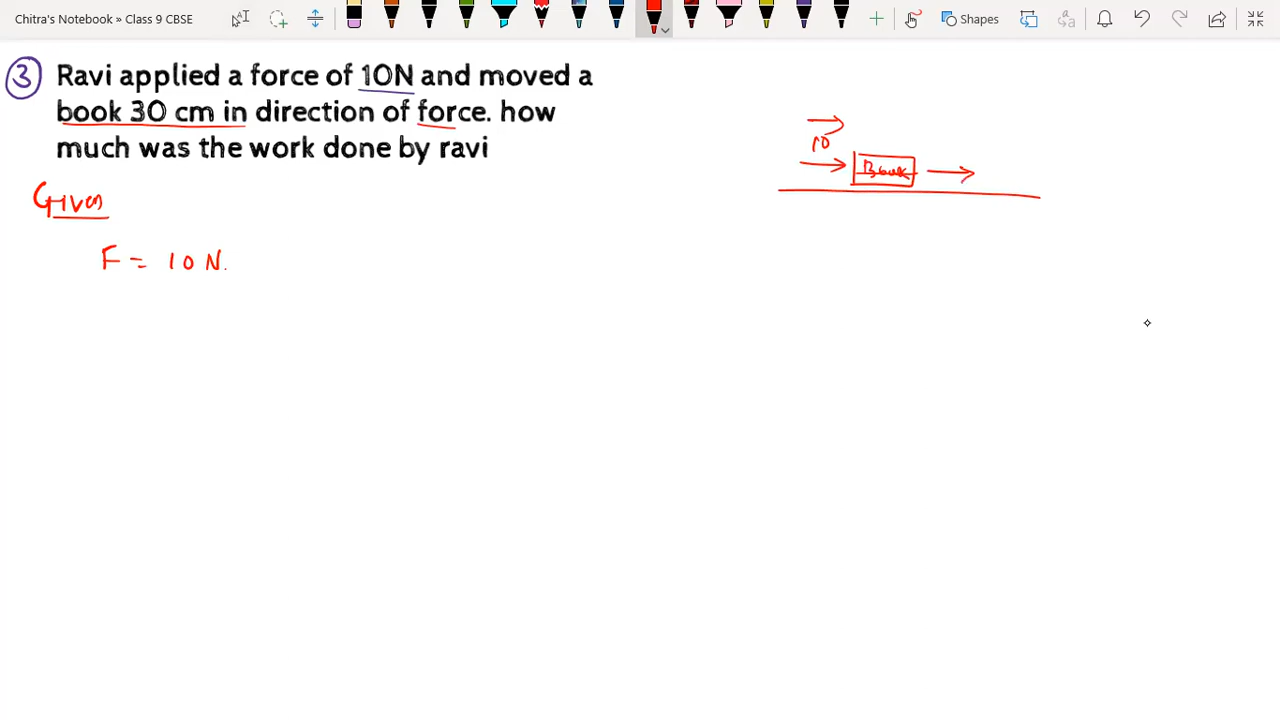 Chitra's Notebook » Class 9 CBSE
Shapes
③ Ravi applied a force of 10N and moved a
book 30 cm in direction of force. how
much was the work done by ravi
10
Book
Given
F = 10 N.